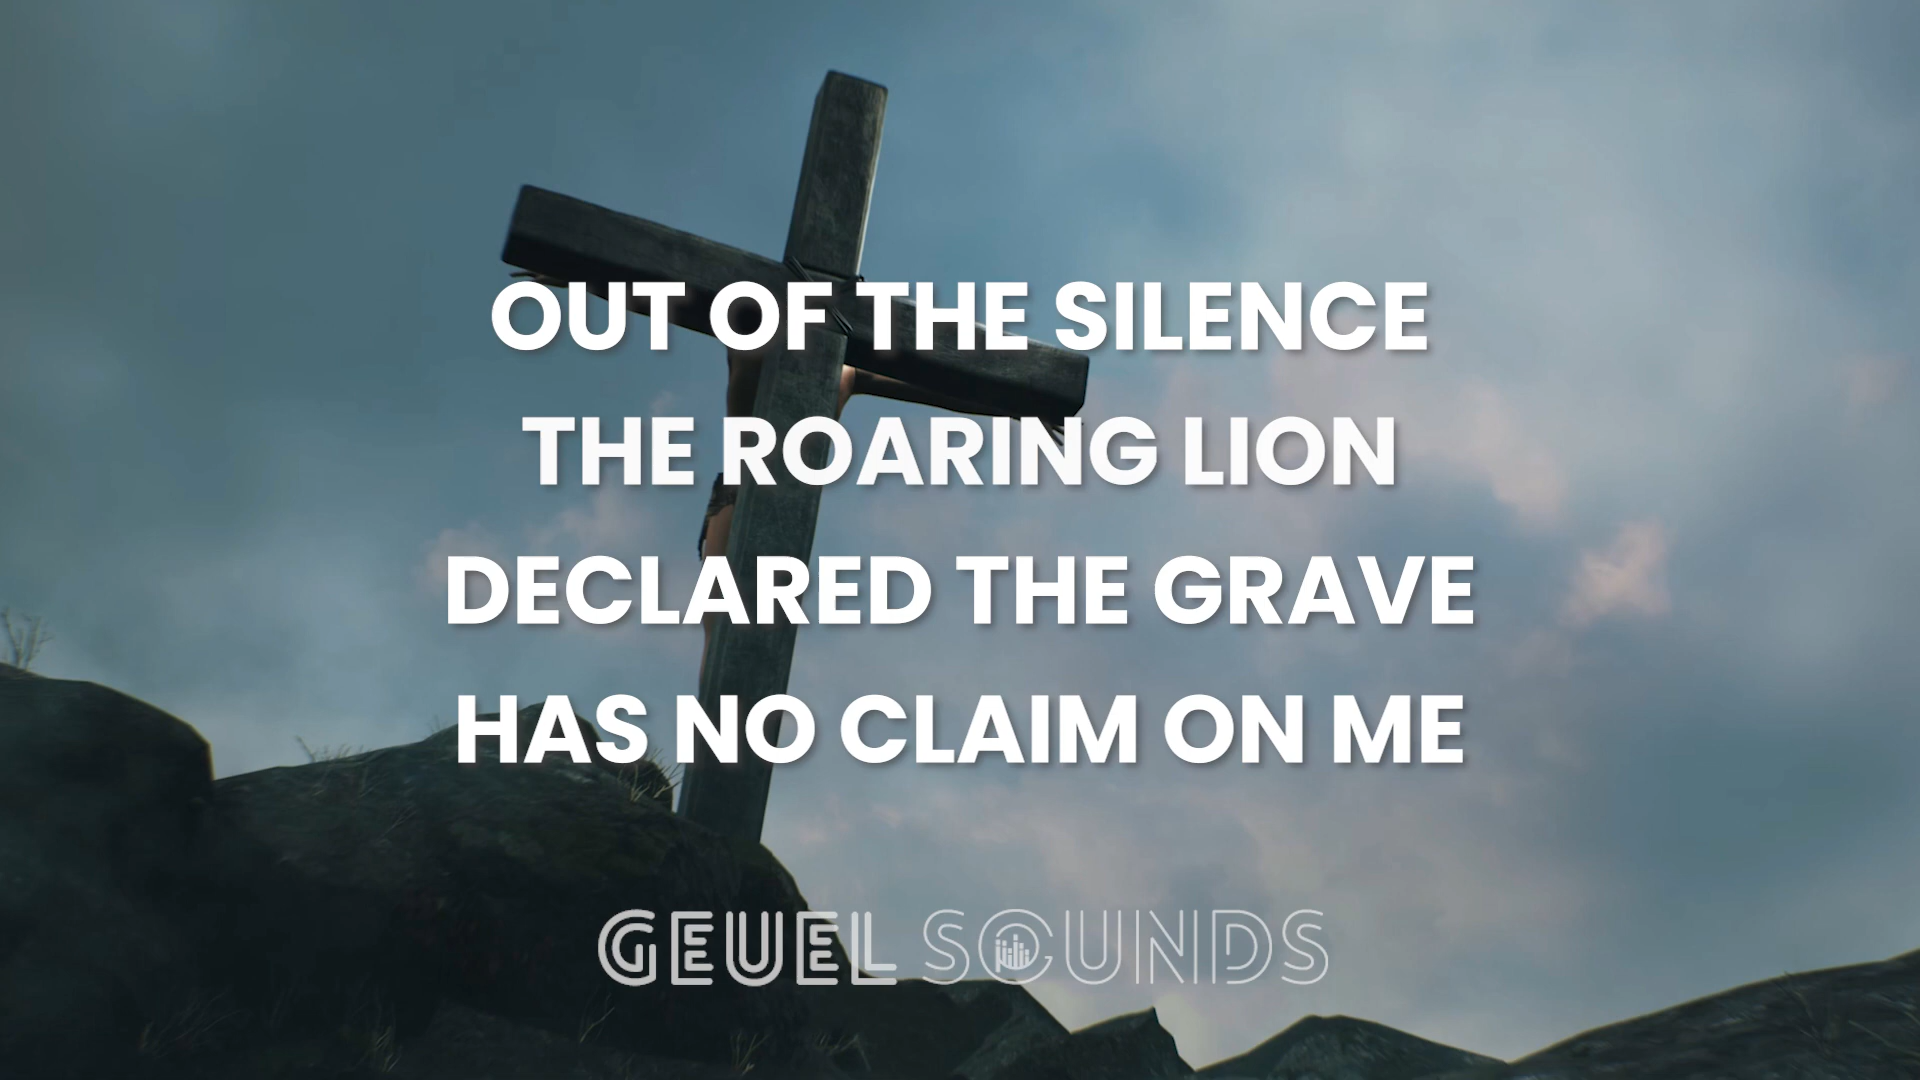 OUT OF THE SILENCE
THE ROARING LION
DECLARED THE GRAVE
HAS NO CLAIM ON ME
GEUEL SOUNDS